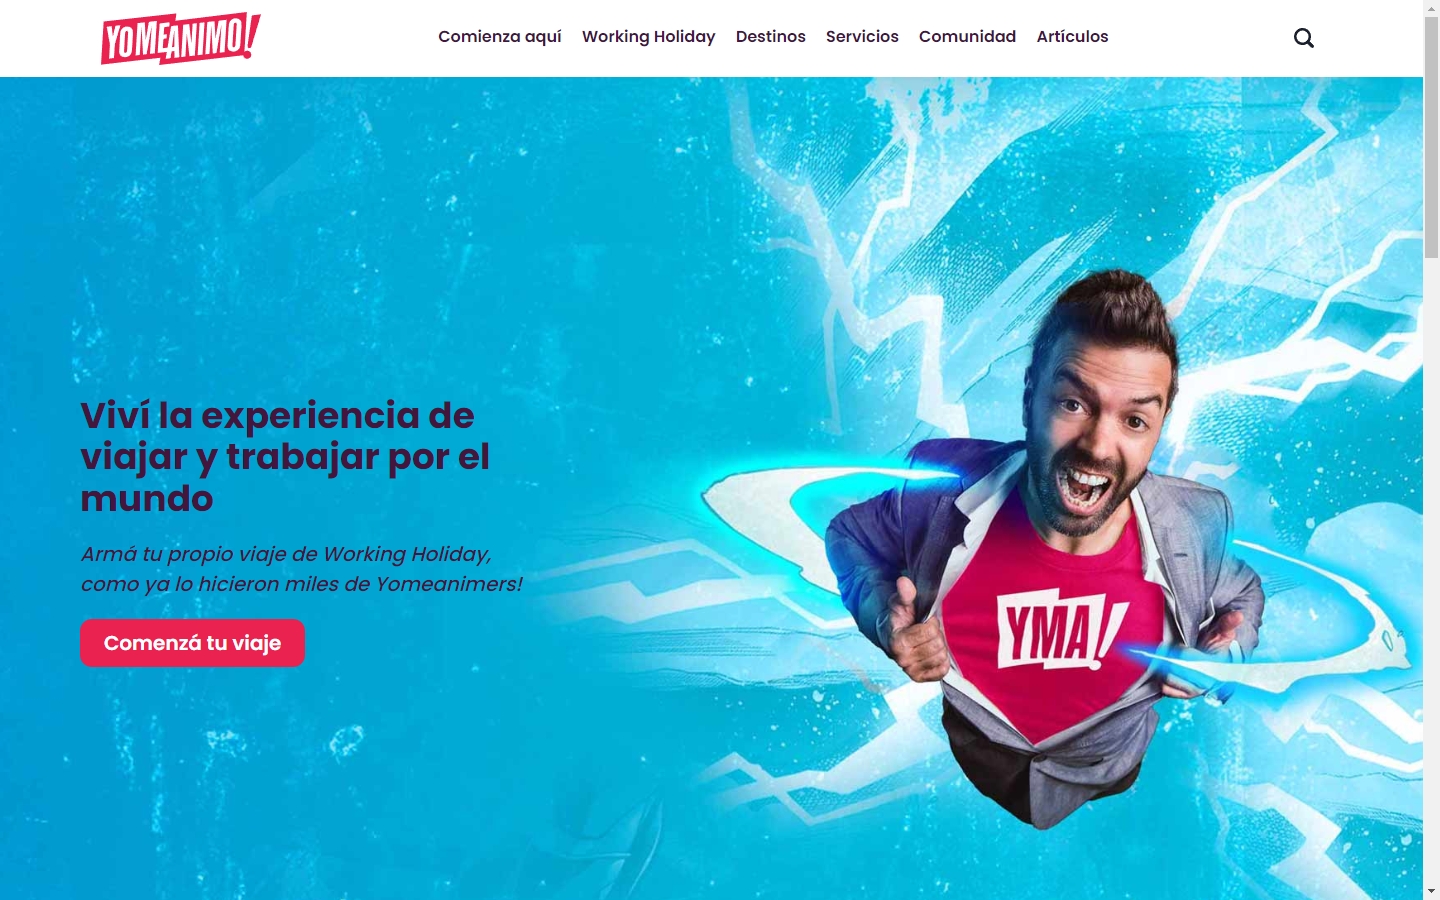 YOMEANIMO!
Comienza aquí
Working Holiday
Destinos
Servicios
Comunidad
Artículos
Viví la experiencia de
viajar y trabajar por el
mundo
Armá tu propio viaje de Working Holiday,
como ya lo hicieron miles de Yomeanimers!
Comenzá tu viaje
YMA!